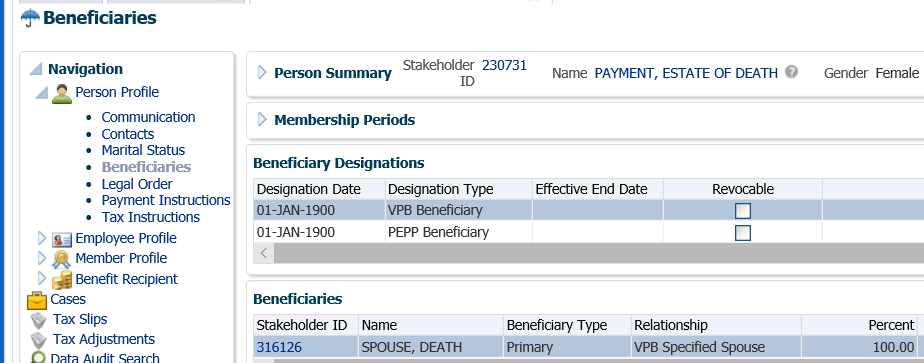 Beneficiaries
Navigation
Person Profile
Communication
Contacts
Marital Status
Beneficiaries
Legal Order
Payment Instructions
Tax Instructions
Employee Profile
Member Profile
Benefit Recipient
Cases
Tax Slips
Tax Adjustments
Data Audit Search
Person Summary Stakeholder ID 230731 Name PAYMENT, ESTATE OF DEATH Gender Female
Membership Periods
Beneficiary Designations
Designation Date Designation Type Effective End Date Revocable
01-JAN-1900 VPB Beneficiary
01-JAN-1900 PEPP Beneficiary
Beneficiaries
Stakeholder ID Name Beneficiary Type Relationship Percent
316126 SPOUSE, DEATH Primary VPB Specified Spouse 100.00